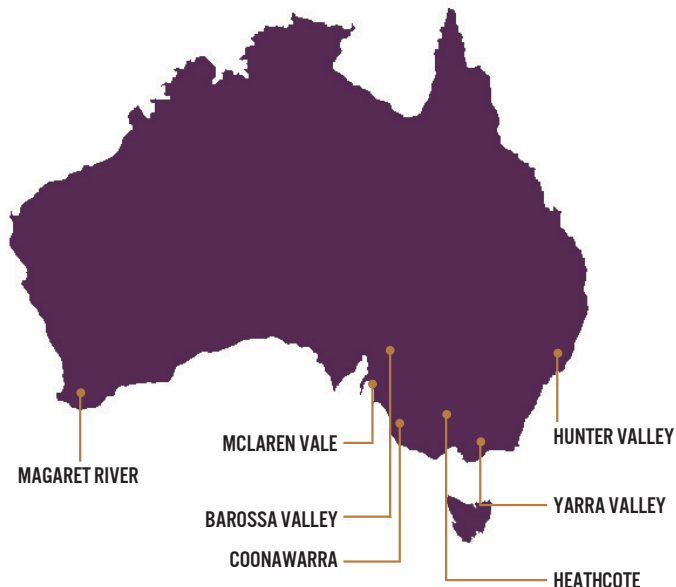 HUNTER VALLEY
MCLAREN VALE
MAGARET RIVER
YARRA VALLEY
BAROSSA VALLEY
COONAWARRA
HEATHCOTE